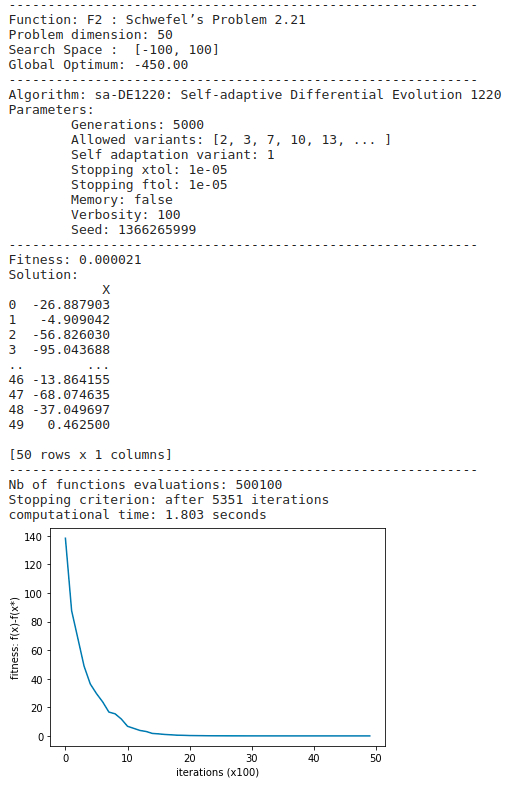 ------------------------------------------------------------
Function: F2 : Schwefel’s Problem 2.21
Problem dimension: 50
Search Space :  [-100, 100]
Global Optimum: -450.00
------------------------------------------------------------
Algorithm: sa-DE1220: Self-adaptive Differential Evolution 1220
Parameters:
        Generations: 5000
        Allowed variants: [2, 3, 7, 10, 13, ... ]
        Self adaptation variant: 1
        Stopping xtol: 1e-05
        Stopping ftol: 1e-05
        Memory: false
        Verbosity: 100
        Seed: 1366265999
------------------------------------------------------------
Fitness: 0.000021
Solution:
            X
0  -26.887903
1   -4.909042
2  -56.826030
3  -95.043688
..        ...
46 -13.864155
47 -68.074635
48 -37.049697
49   0.462500

[50 rows x 1 columns]
------------------------------------------------------------
Nb of functions evaluations: 500100
Stopping criterion: after 5351 iterations
computational time: 1.803 seconds
140
120
100
80
60
40
20
0
fitness: f(x)-f(x*)
0 10 20 30 40 50
iterations (x100)